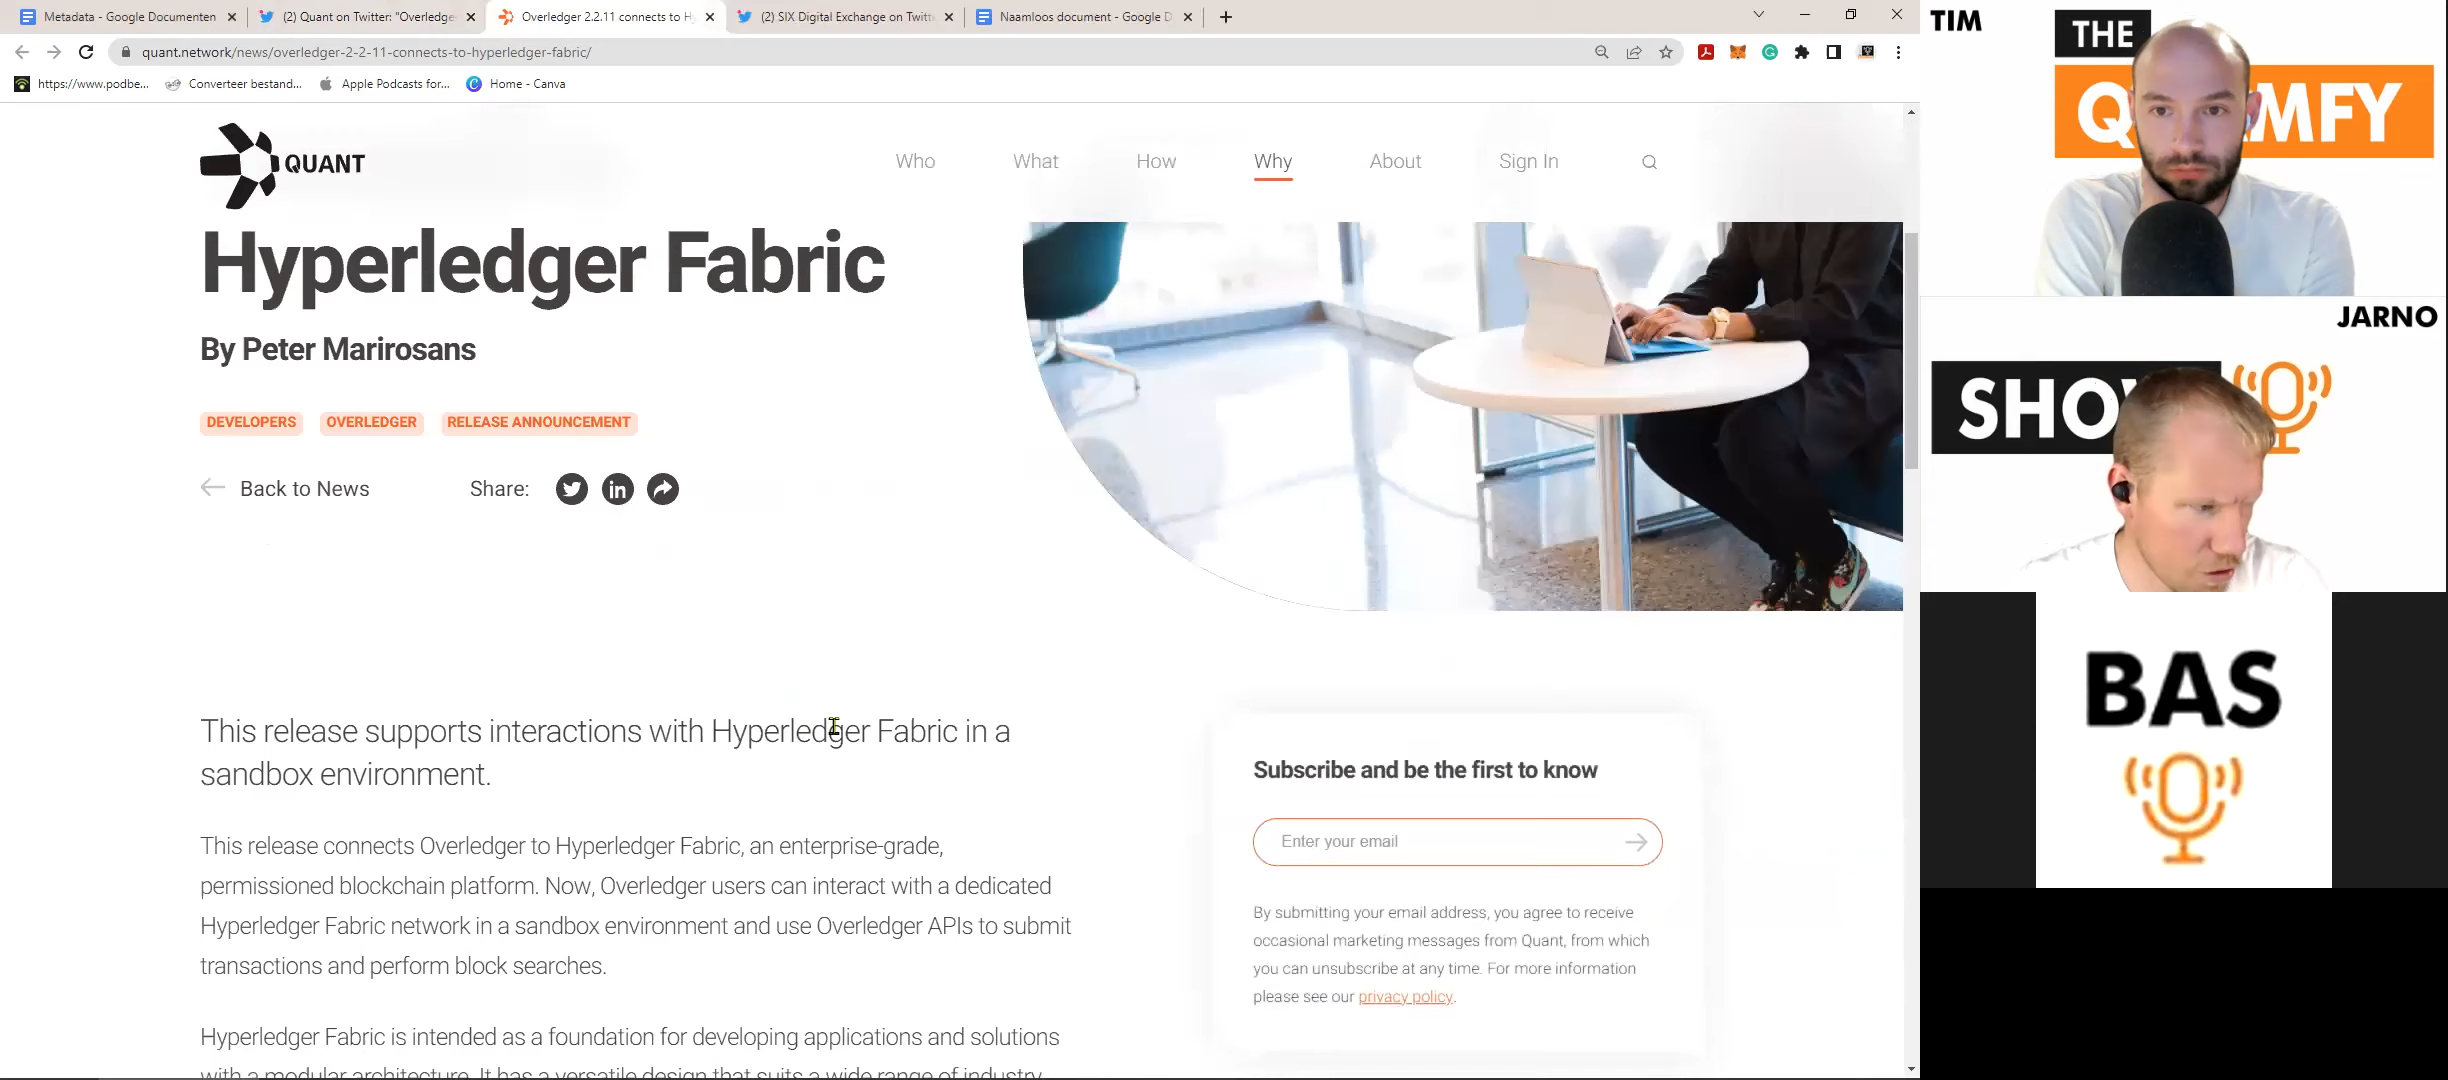 Metadata - Google Documenten
(2) Quant on Twitter: "Overledge
Overledger 2.2.11 connects to H
(2) SIX Digital Exchange on Twitt
Naamloos document - Google D
quant.network/news/overledger-2-2-11-connects-to-hyperledger-fabric/
https://www.podbe...
Converteer bestand...
Apple Podcasts for...
Home - Canva
QUANT
Who
What
How
Why
About
Sign In
Hyperledger Fabric
By Peter Marirosans
DEVELOPERS
OVERLEDGER
RELEASE ANNOUNCEMENT
Back to News
Share:
This release supports interactions with Hyperledger Fabric in a
sandbox environment.
This release connects Overledger to Hyperledger Fabric, an enterprise-grade,
permissioned blockchain platform. Now, Overledger users can interact with a dedicated
Hyperledger Fabric network in a sandbox environment and use Overledger APIs to submit
transactions and perform block searches.
Hyperledger Fabric is intended as a foundation for developing applications and solutions
with a modular architecture. It has a versatile design that suits a wide range of industry
Subscribe and be the first to know
Enter your email
By submitting your email address, you agree to receive
occasional marketing messages from Quant, from which
you can unsubscribe at any time. For more information
please see our privacy policy.
TIM
THE
Q MFY
JARNO
SHO
BAS